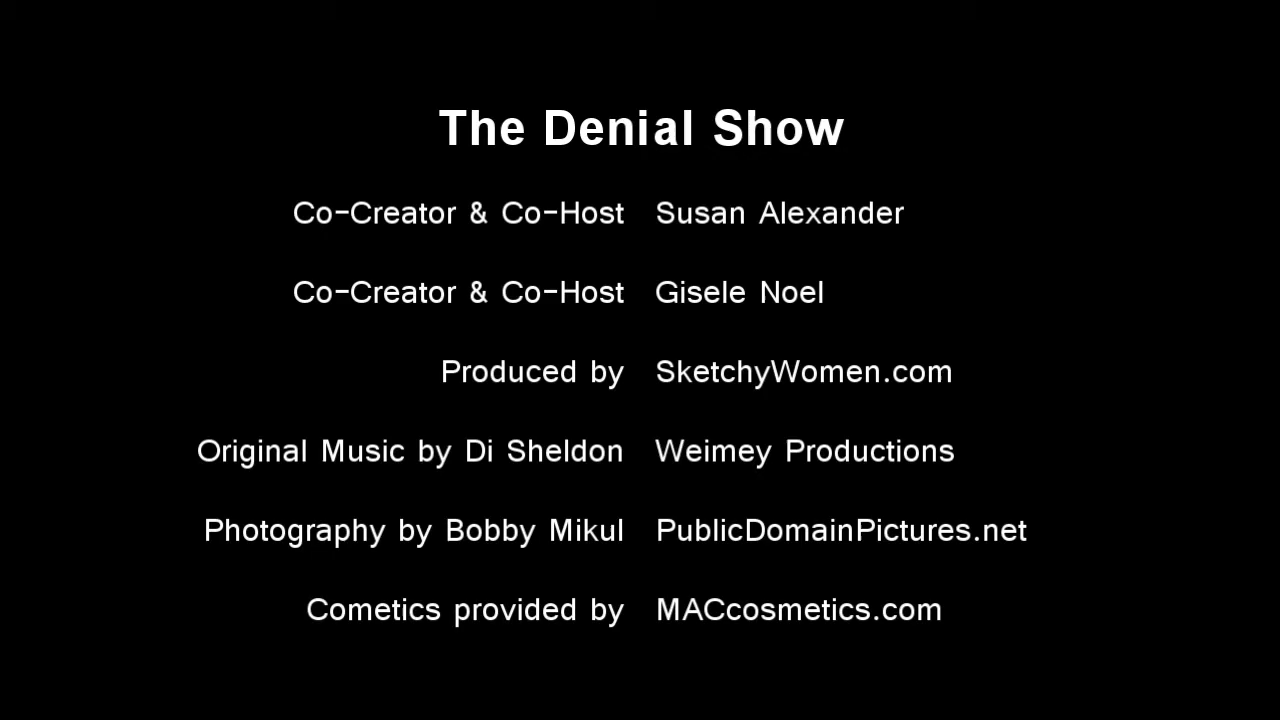 The Denial Show
Co-Creator & Co-Host Susan Alexander
Co-Creator & Co-Host Gisele Noel
Produced by SketchyWomen.com
Original Music by Di Sheldon Weimey Productions
Photography by Bobby Mikul PublicDomainPictures.net
Cometics provided by MACcosmetics.com